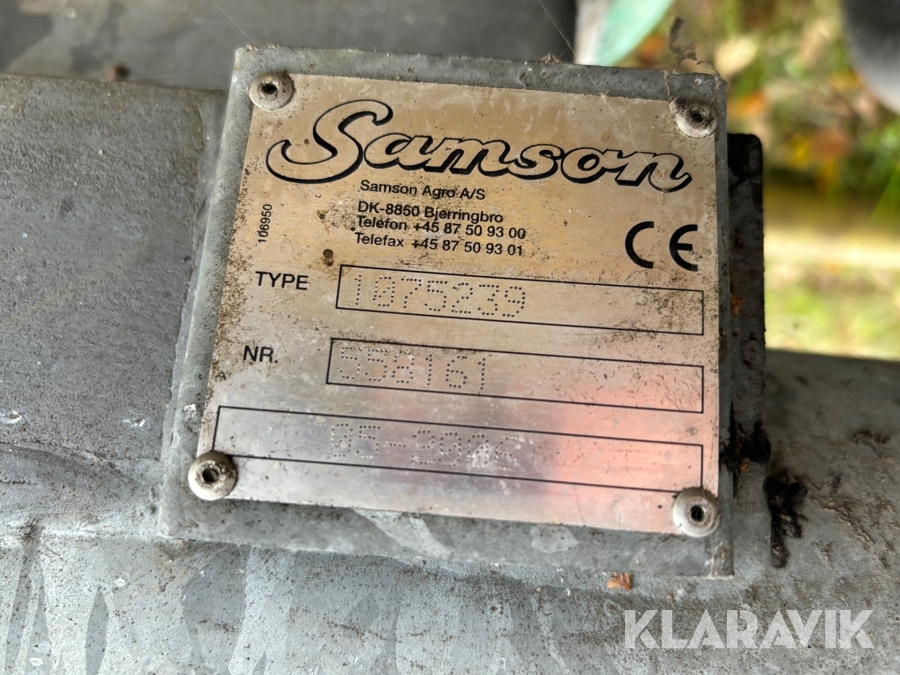 Samson
Samson Agro A/S
DK-8850 Bjerringbro
Telefon +45 87 50 93 00
Telefax +45 87 50 93 01
106950
CE
TYPE 1075239
NR. 558161
KLARAVIK